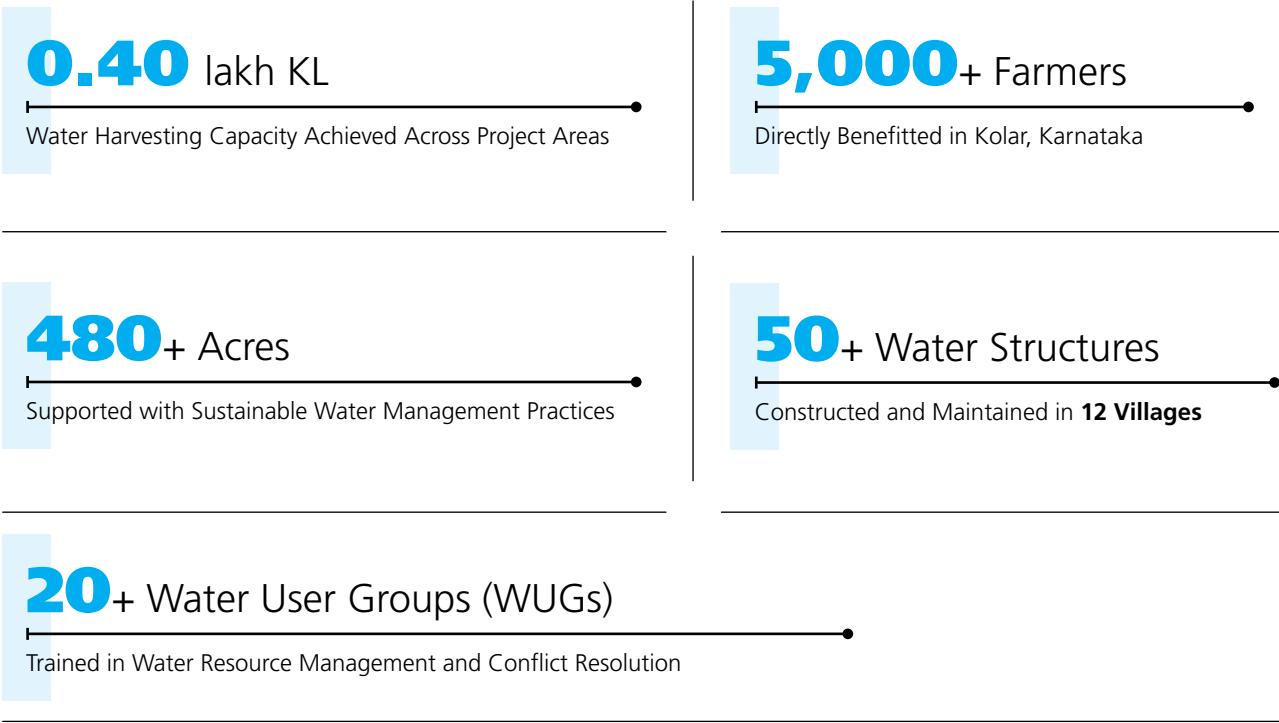 0.40 lakh KL
Water Harvesting Capacity Achieved Across Project Areas
5,000+ Farmers
Directly Benefitted in Kolar, Karnataka
480+ Acres
Supported with Sustainable Water Management Practices
50+ Water Structures
Constructed and Maintained in 12 Villages
20+ Water User Groups (WUGs)
Trained in Water Resource Management and Conflict Resolution